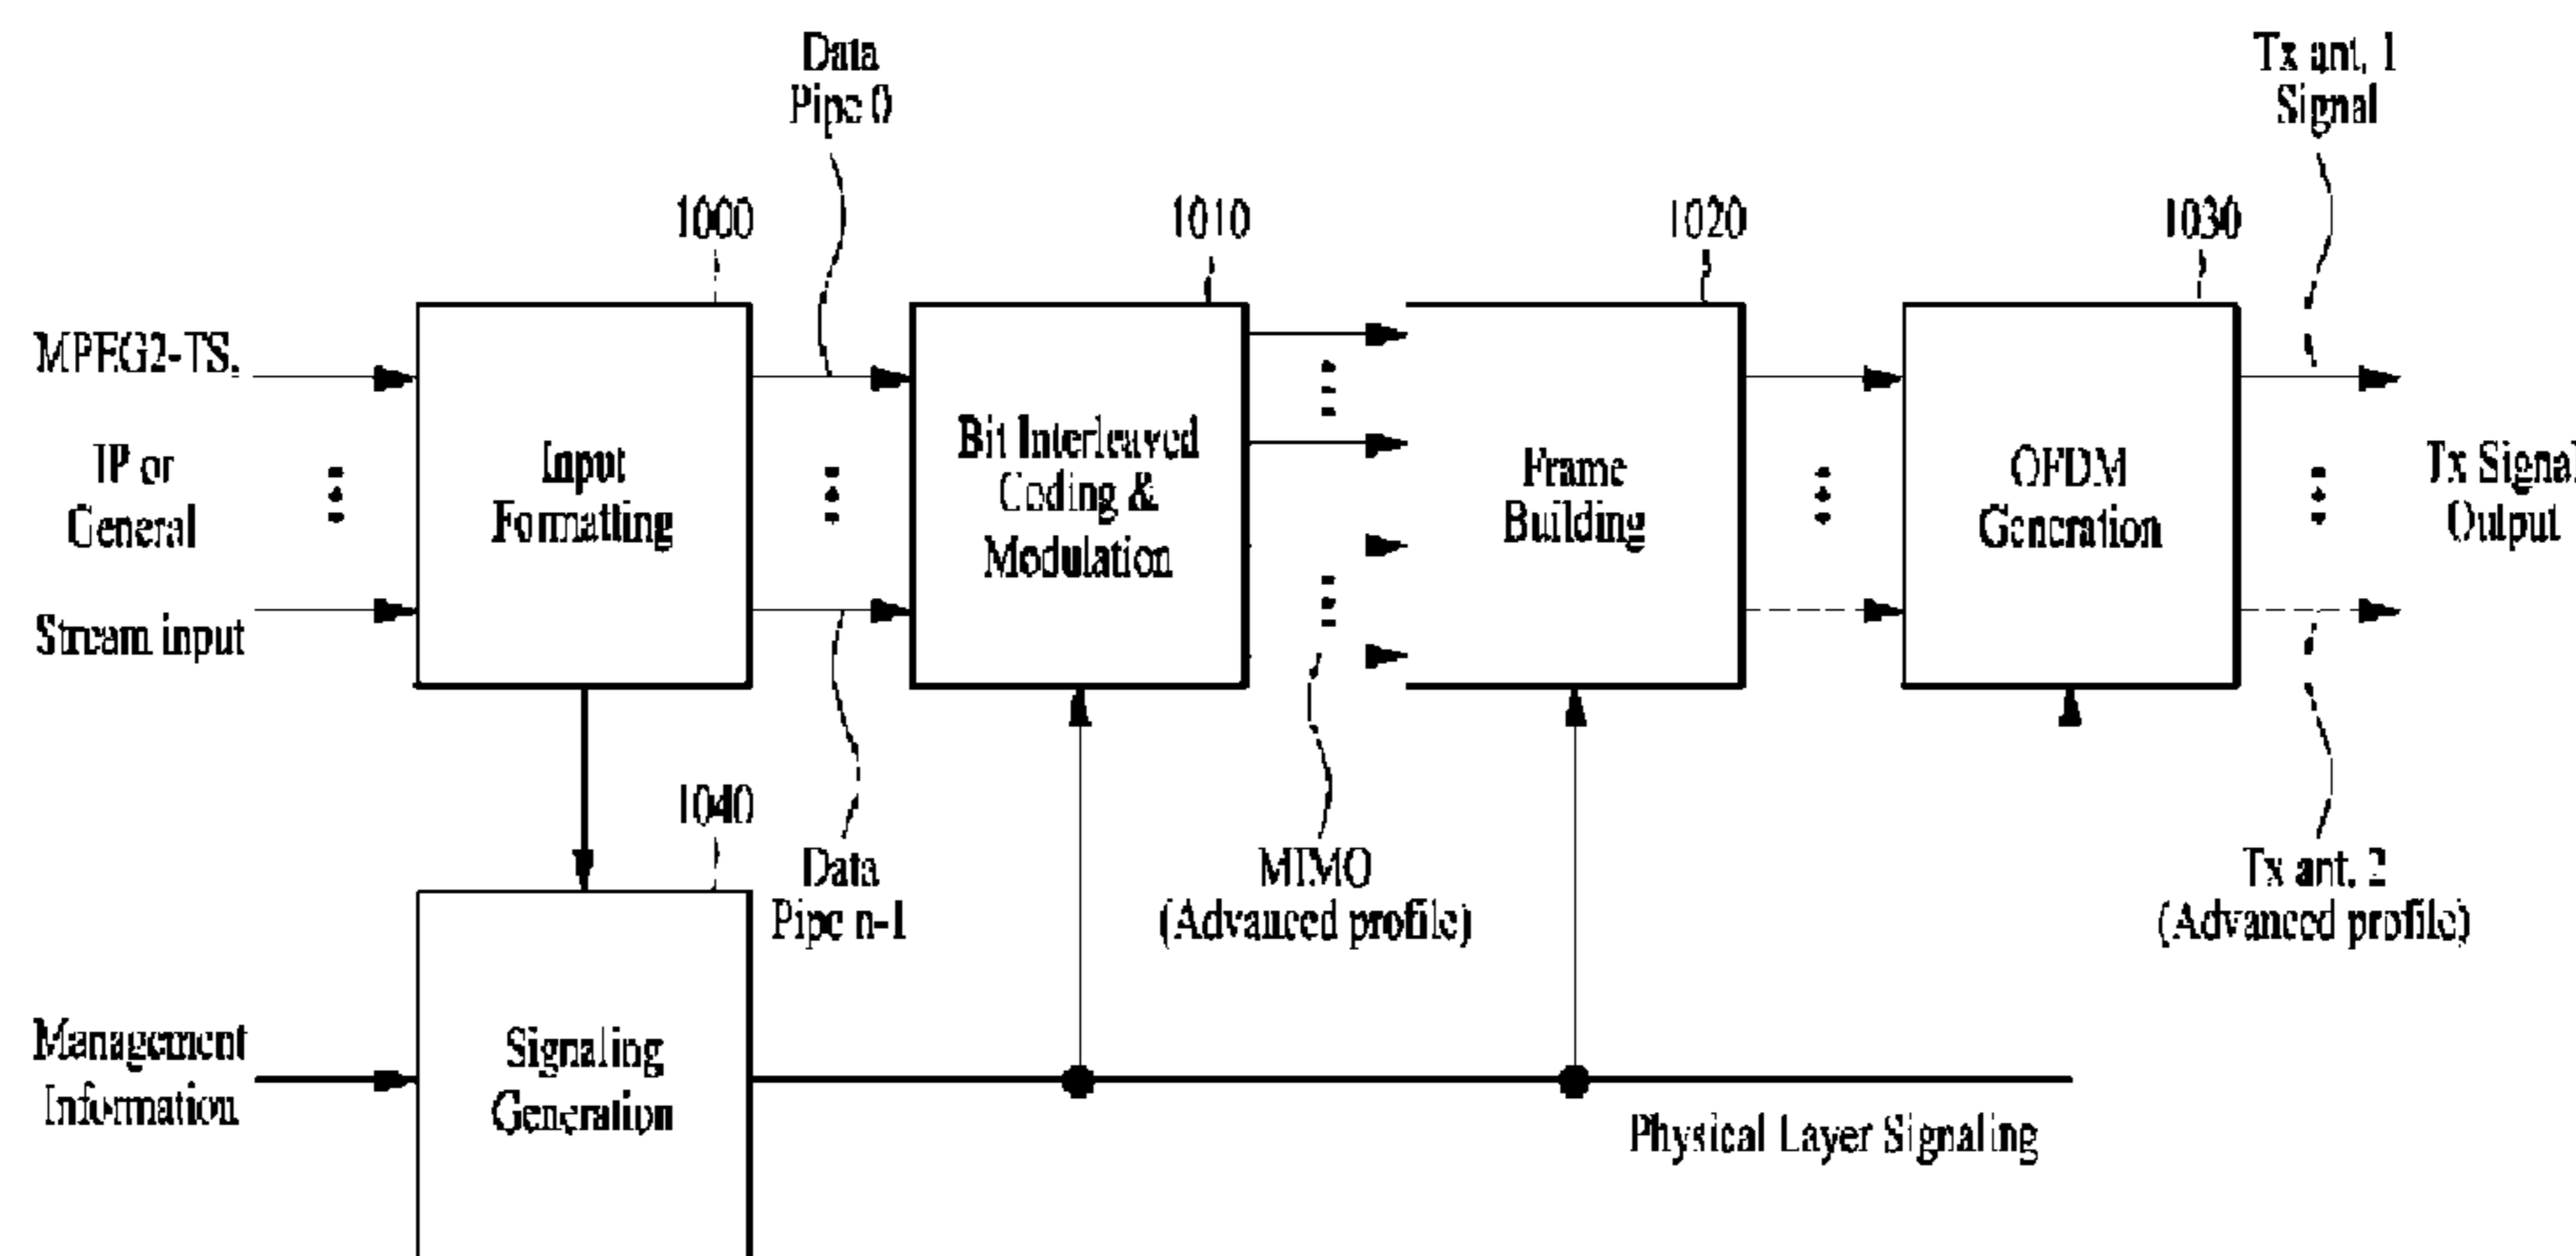 Data
Pipe 0
Tx ant. 1
Signal
1000
1010
1020
1030
MPEG2-TS,
IP or
General
Stream input
Input
Formatting
Bit Interleaved
Coding &
Modulation
Frame
Building
OFDM
Generation
Tx Signal
Output
1040
Data
Pipe n-1
MIMO
(Advanced profile)
Tx ant. 2
(Advanced profile)
Management
Information
Signaling
Generation
Physical Layer Signaling